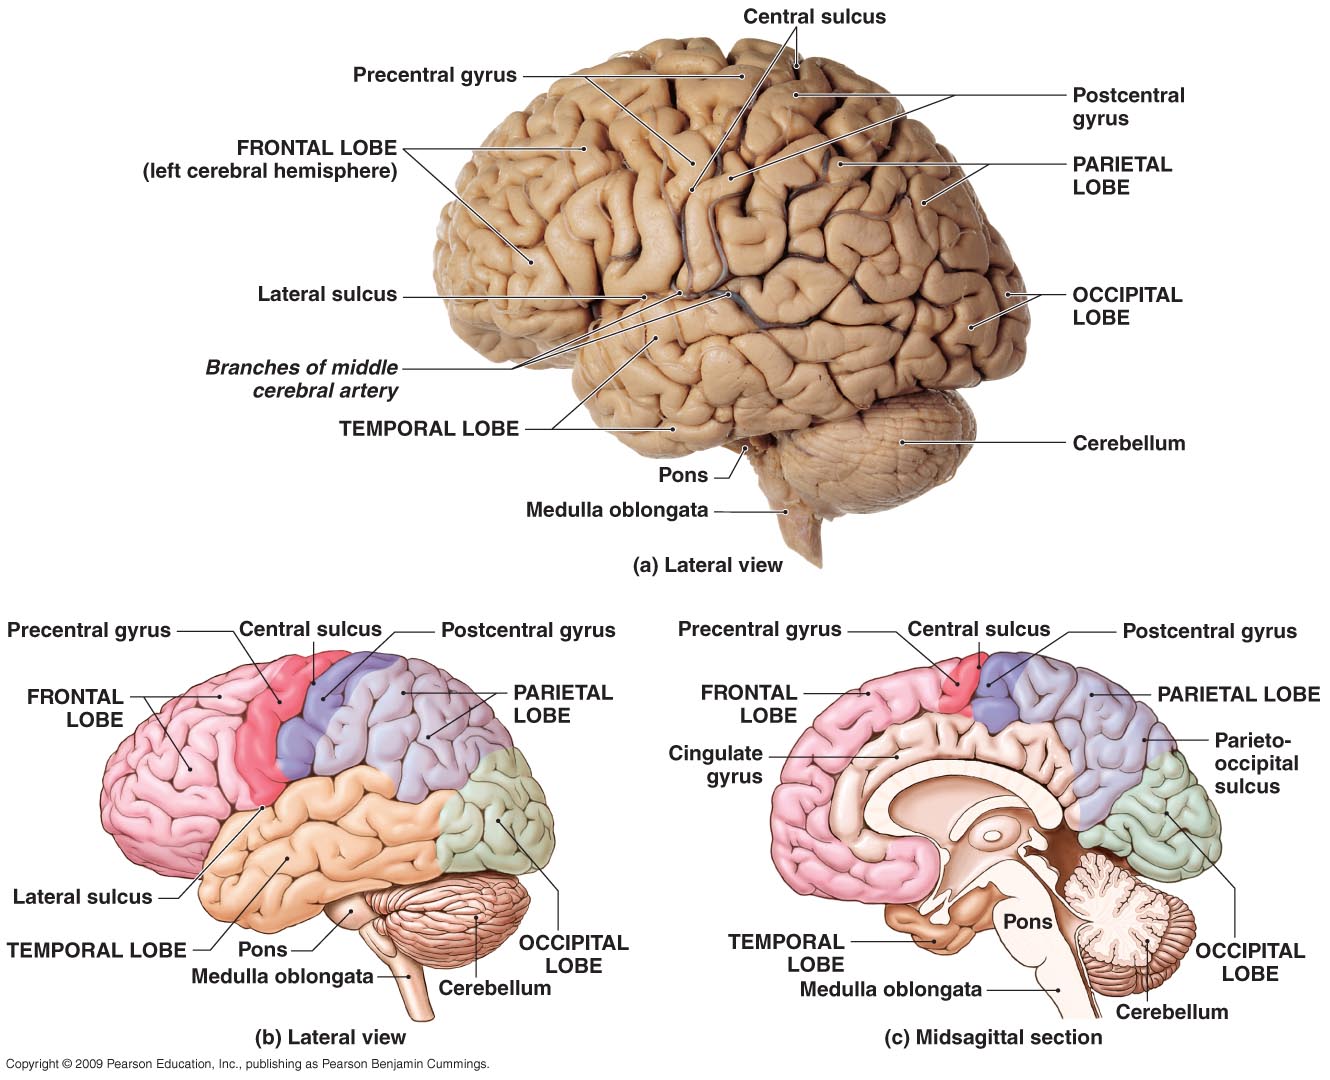 Central sulcus
Precentral gyrus
Postcentral
gyrus
FRONTAL LOBE
(left cerebral hemisphere)
PARIETAL
LOBE
Lateral sulcus
OCCIPITAL
LOBE
Branches of middle
cerebral artery
TEMPORAL LOBE
Cerebellum
Pons
Medulla oblongata
(a) Lateral view
Precentral gyrus
Central sulcus
Postcentral gyrus
FRONTAL
LOBE
PARIETAL
LOBE
Lateral sulcus
TEMPORAL LOBE
Pons
OCCIPITAL
LOBE
Medulla oblongata
Cerebellum
(b) Lateral view
Precentral gyrus
Central sulcus
Postcentral gyrus
FRONTAL
LOBE
PARIETAL LOBE
Cingulate
gyrus
Parieto-
occipital
sulcus
Pons
TEMPORAL
LOBE
OCCIPITAL
LOBE
Medulla oblongata
Cerebellum
(c) Midsagittal section
Copyright © 2009 Pearson Education, Inc., publishing as Pearson Benjamin Cummings.